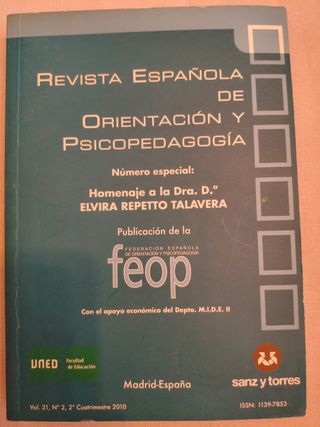 REVISTA ESPAÑOLA
DE
ORIENTACIÓN Y
PSICOPEDAGOGÍA
Número especial:
Homenaje a la Dra. D.ª
ELVIRA REPETTO TALAVERA
Publicación de la
FEDERACIÓN ESPAÑOLA
DE ORIENTACIÓN Y PSICOPEDAGOGÍA
feop
Con el apoyo económico del Depto. M.I.D.E. II
UNED
Facultad
de Educación
Madrid-España
sanz y torres
Vol. 21, Nº 2, 2º Cuatrimestre 2010
ISSN: 1139-7853